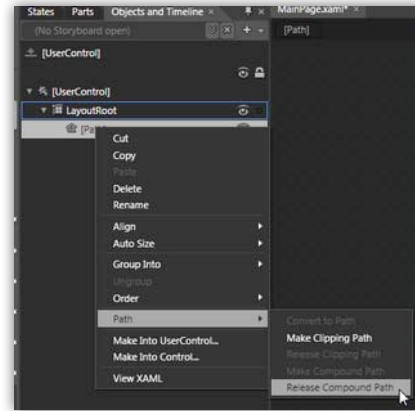 States Parts Objects and Timeline × MainPage.xaml* ×
(No Storyboard open)
[Path]
[UserControl]
[UserControl]
LayoutRoot
[Pa
Cut
Copy
Paste
Delete
Rename
Align
Auto Size
Group Into
Ungroup
Order
Path
Make Into UserControl...
Make Into Control...
View XAML
Convert to Path
Make Clipping Path
Release Clipping Path
Make Compound Path
Release Compound Path